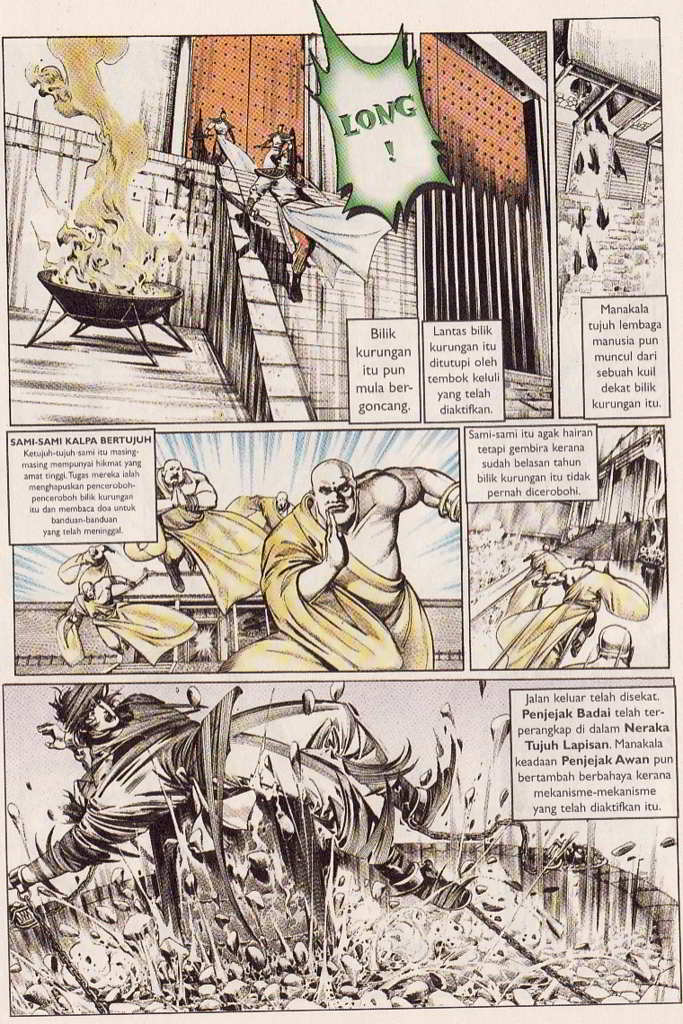 LONG
!
Bilik
kurungan
itu pun
mula ber-
goncang.
Lantas bilik
kurungan itu
ditutupi oleh
tembok keluli
yang telah
diaktifkan.
Manakala
tujuh lembaga
manusia pun
muncul dari
sebuah kuil
dekat bilik
kurungan itu.
SAMI-SAMI KALPA BERTUJUH
Ketujuh-tujuh sami itu masing-
masing mempunyai hikmat yang
amat tinggi. Tugas mereka ialah
menghapuskan penceroboh-
penceroboh bilik kurungan
itu dan membaca doa untuk
banduan-banduan
yang telah meninggal.
Sami-sami itu agak hairan
tetapi gembira kerana
sudah belasan tahun
bilik kurungan itu tidak
pernah dicerobohi.
Jalan keluar telah disekat.
Penjejak Badai telah ter-
perangkap di dalam Neraka
Tujuh Lapisan. Manakala
keadaan Penjejak Awan pun
bertambah berbahaya kerana
mekanisme-mekanisme
yang telah diaktifkan itu.